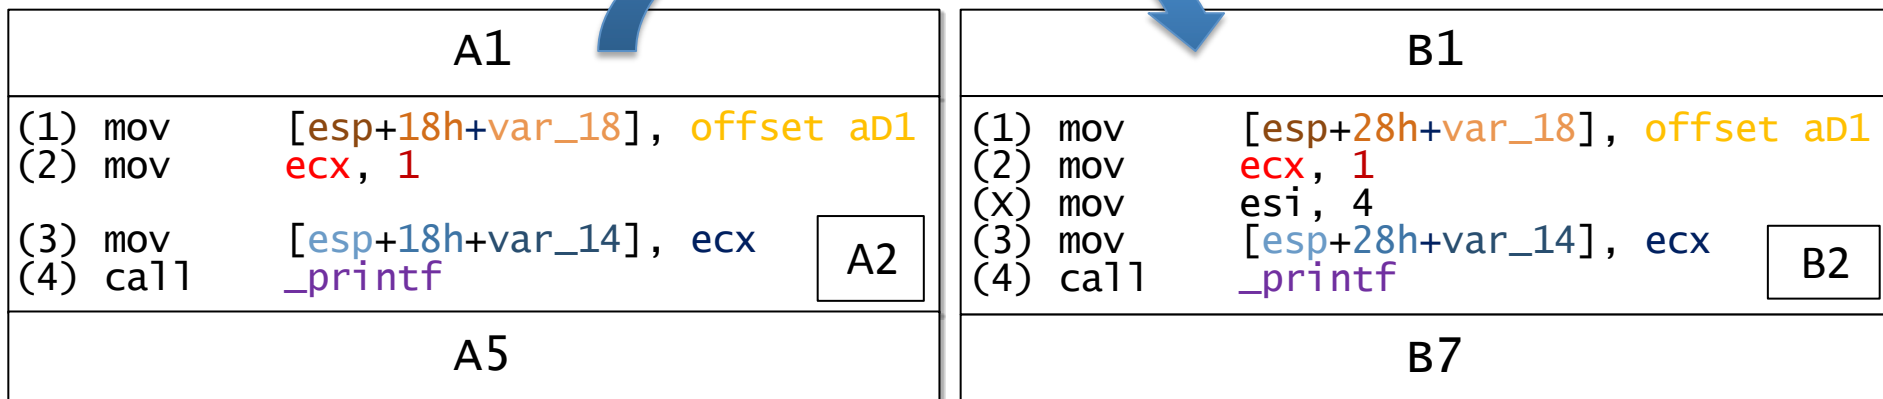 A1
(1) mov [esp+18h+var_18], offset aD1
(2) mov ecx, 1
(3) mov [esp+18h+var_14], ecx
(4) call _printf
A2
A5
B1
(1) mov [esp+28h+var_18], offset aD1
(2) mov ecx, 1
(X) mov esi, 4
(3) mov [esp+28h+var_14], ecx
(4) call _printf
B2
B7